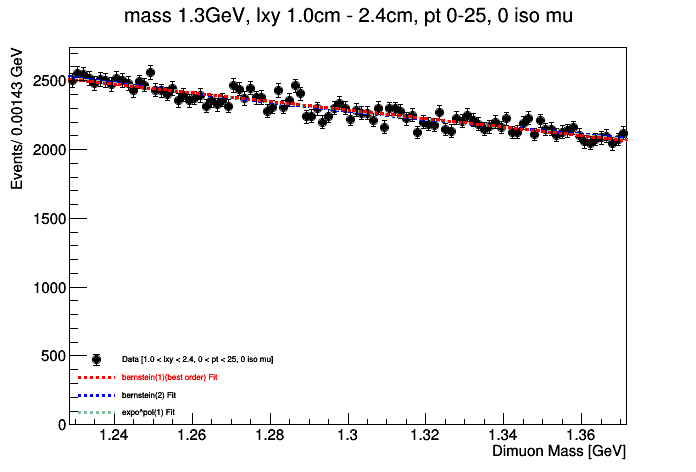 mass 1.3GeV, lxy 1.0cm - 2.4cm, pt 0-25, 0 iso mu
Events/ 0.00143 GeV
2500
2000
1500
1000
500
0
Data [1.0 < lxy < 2.4, 0 < pt < 25, 0 iso mu]
bernstein(1)(best order) Fit
bernstein(2) Fit
expo^pol(1) Fit
1.24 1.26 1.28 1.3 1.32 1.34 1.36
Dimuon Mass [GeV]